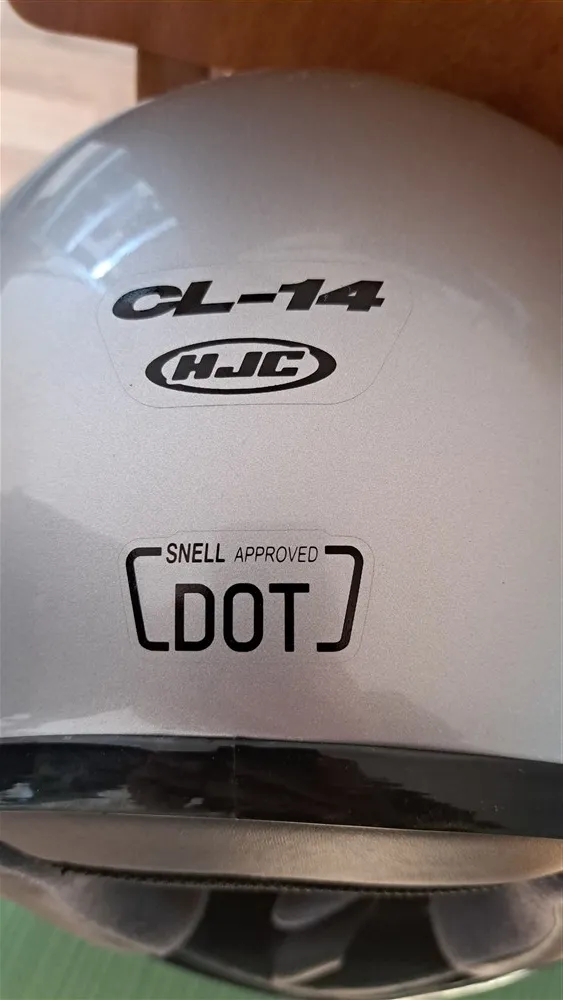 CL-14
HJC
SNELL APPROVED
DOT